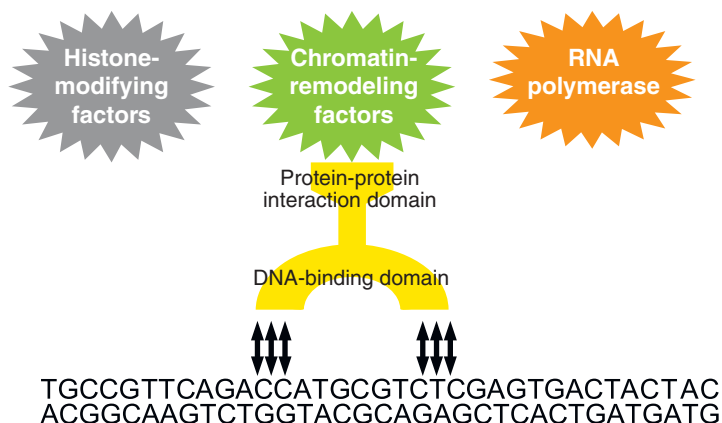 Histone-
modifying
factors
Chromatin-
remodeling
factors
RNA
polymerase
Protein-protein
interaction domain
DNA-binding domain
TGCCGTTCAGACCATGCGTCTCGAGTGACTACTAC
ACGGCAAGTCTGGTACGCAGAGCTCACTGATGATG